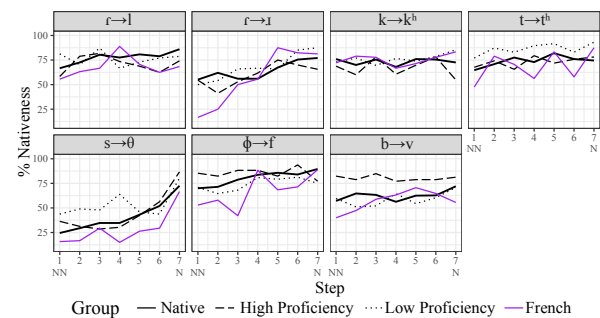 ɾ→l ɾ→ɹ k→kʰ t→tʰ
100
75
50
25
s→θ ɸ→f b→v
100
75
50
25
% Nativeness
1 2 3 4 5 6 7 1 2 3 4 5 6 7 1 2 3 4 5 6 7 1 2 3 4 5 6 7
NN N NN N NN N NN N
Step
Group Native High Proficiency Low Proficiency French